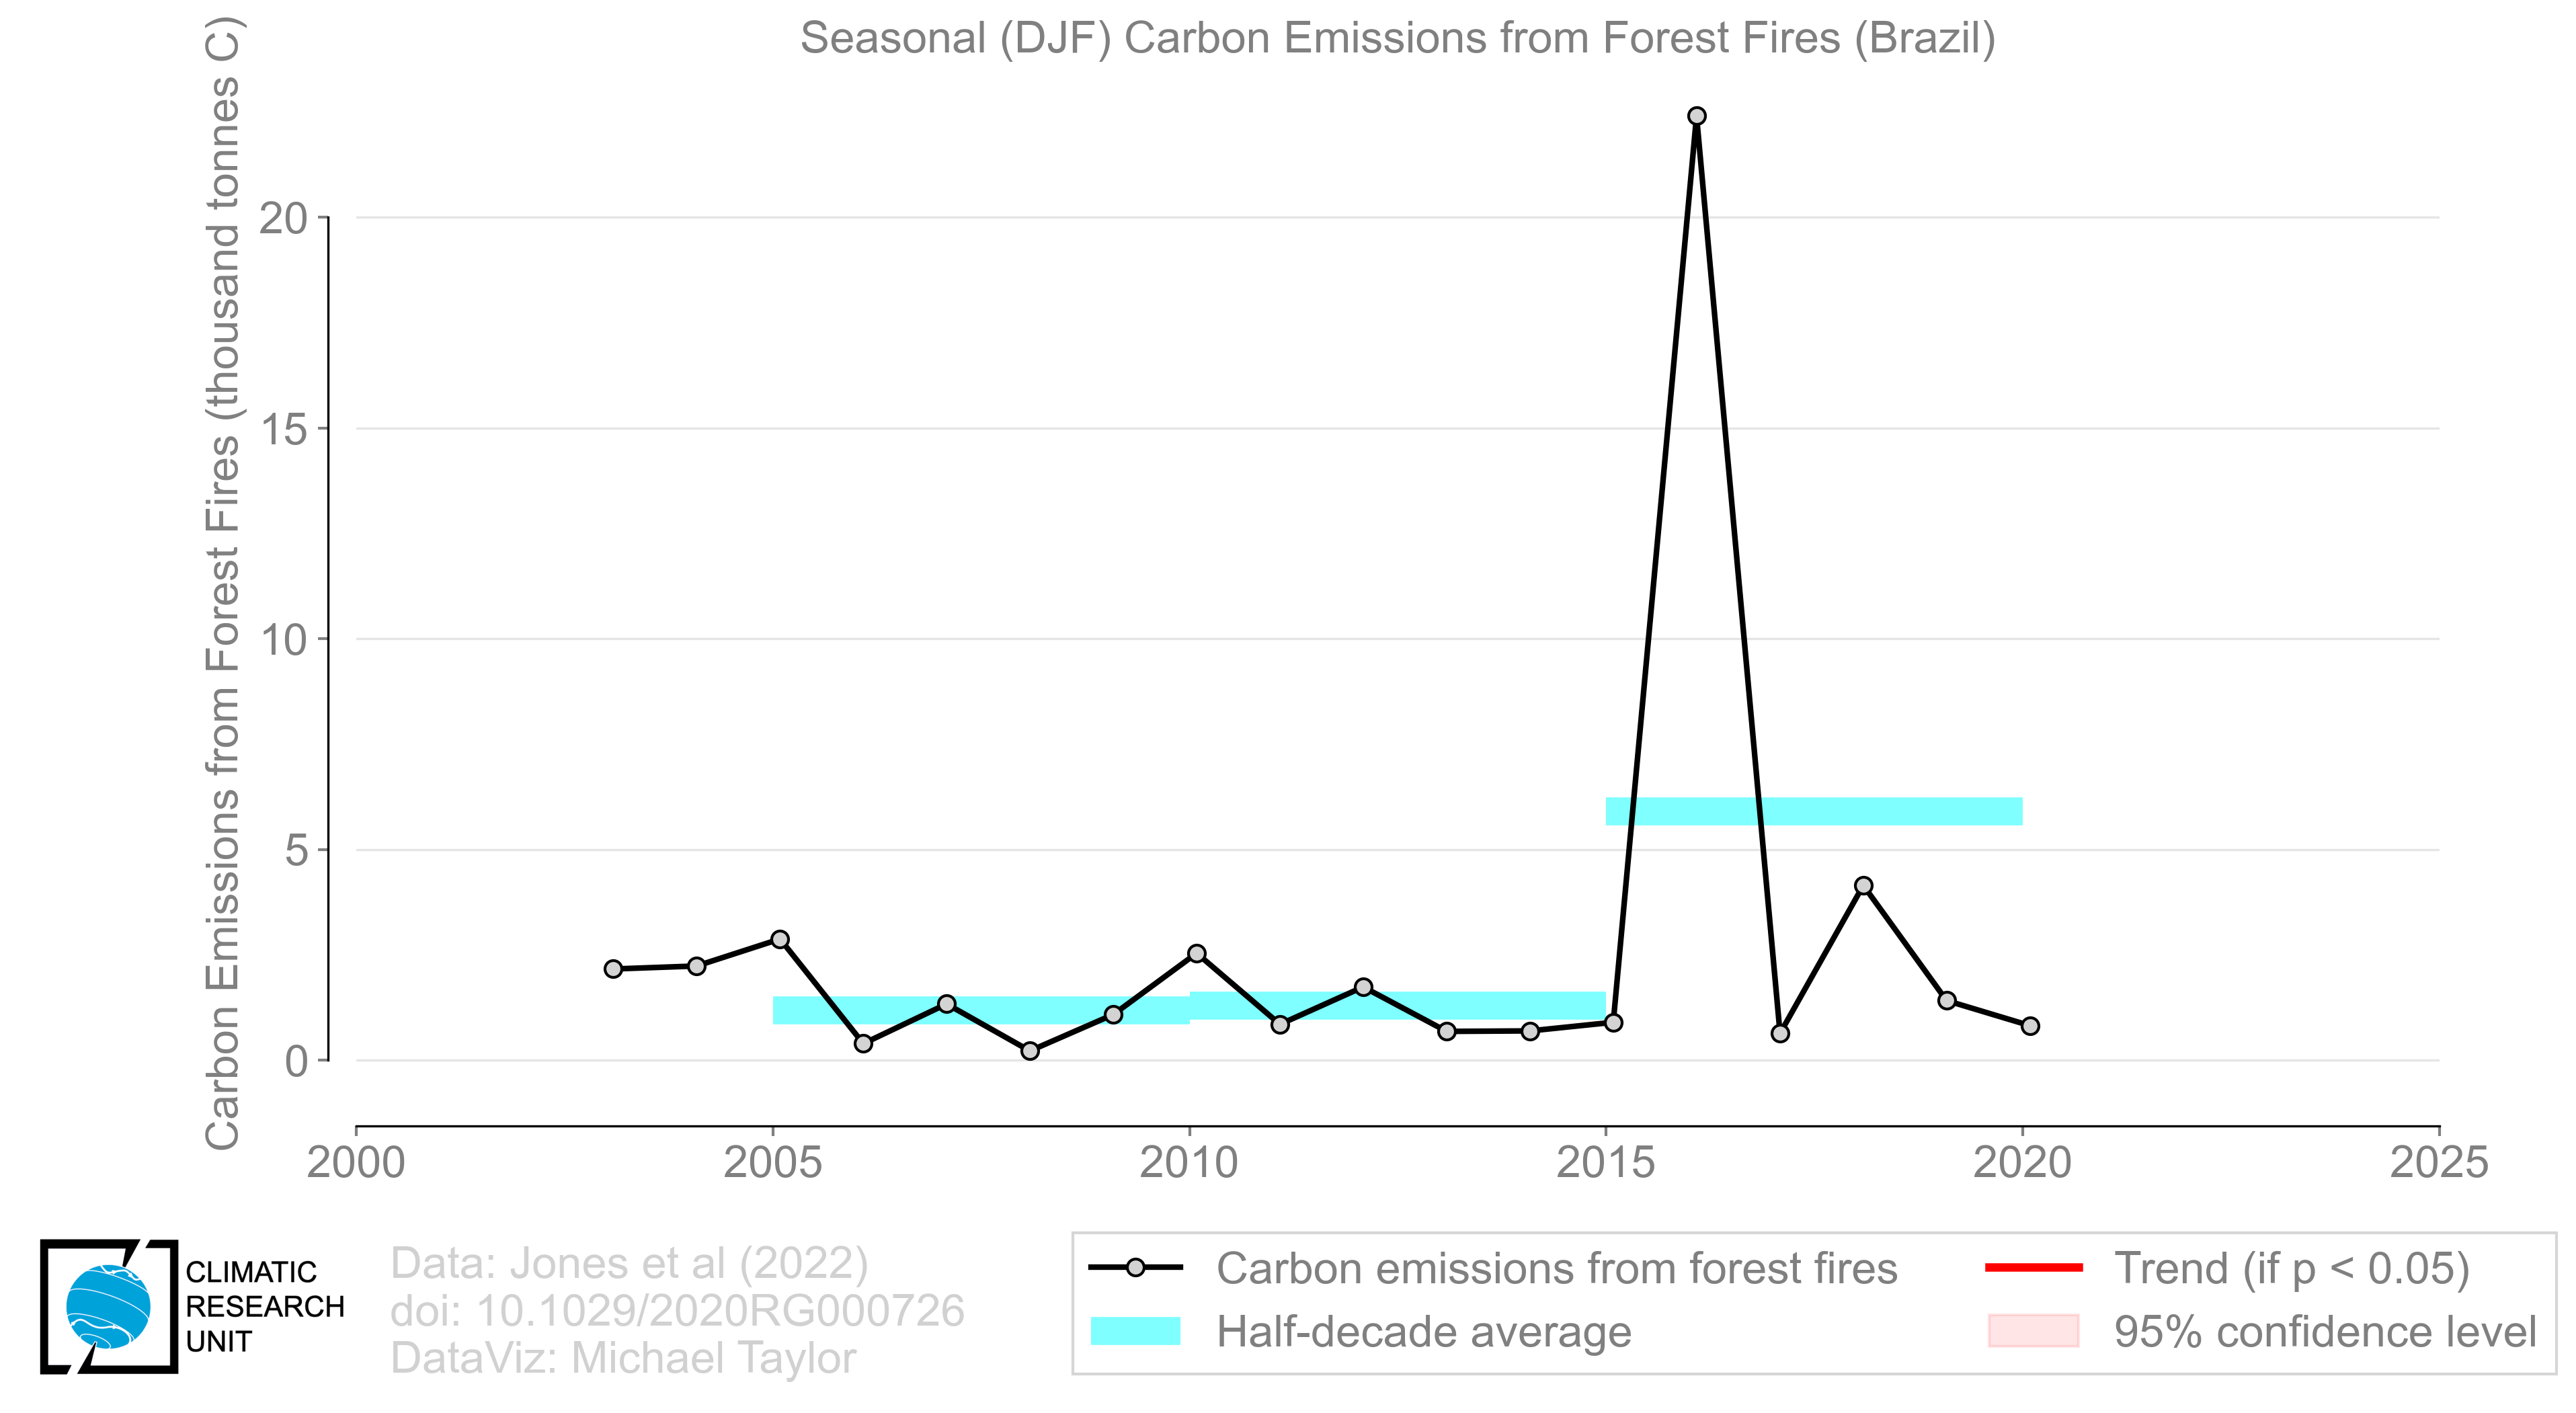 Seasonal (DJF) Carbon Emissions from Forest Fires (Brazil)
Carbon Emissions from Forest Fires (thousand tonnes C)
20
15
10
5
0
2000 2005 2010 2015 2020 2025
CLIMATIC
RESEARCH
UNIT
Data: Jones et al (2022)
doi: 10.1029/2020RG000726
DataViz: Michael Taylor
Carbon emissions from forest fires
Half-decade average
Trend (if p < 0.05)
95% confidence level